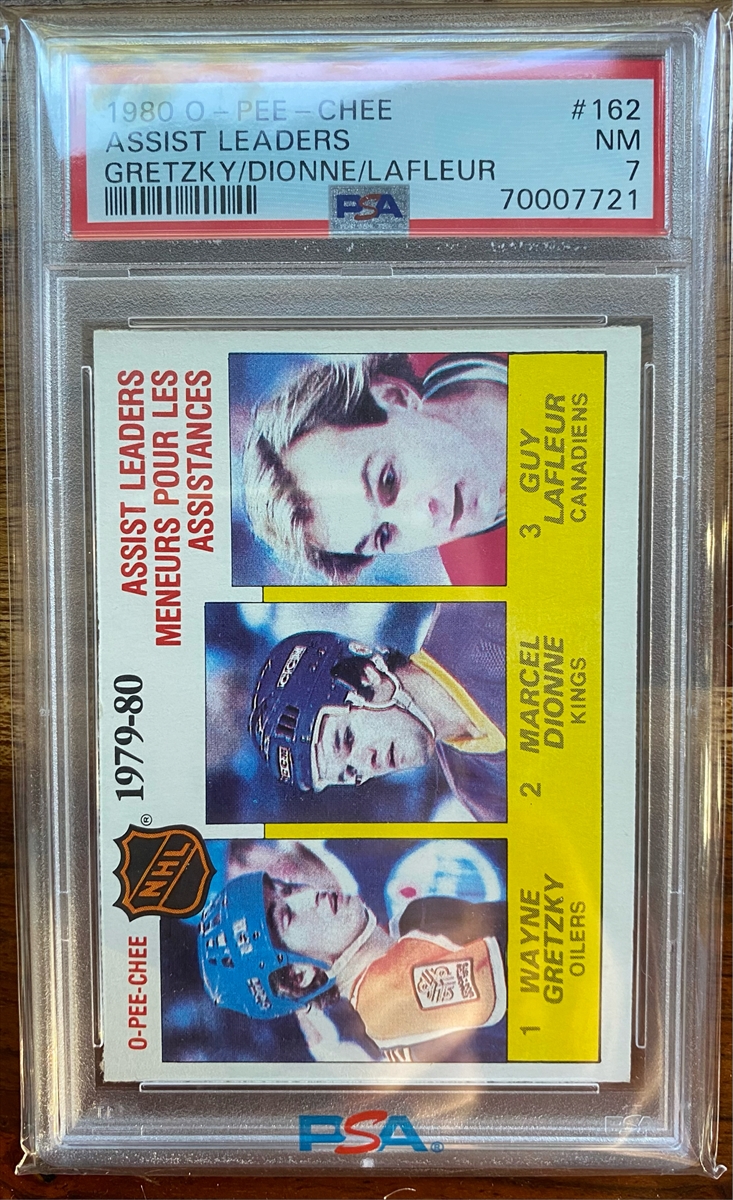 1980 O-PEE-CHEE #162
ASSIST LEADERS NM
GRETZKY/DIONNE/LAFLEUR 7
PSA 70007721
O-PEE-CHEE
NHL ® 1979-80
ASSIST LEADERS
MENEURS POUR LES
ASSISTANCES
1 WAYNE
GRETZKY
OILERS
2 MARCEL
DIONNE
KINGS
3 GUY
LAFLEUR
CANADIENS
PSA®